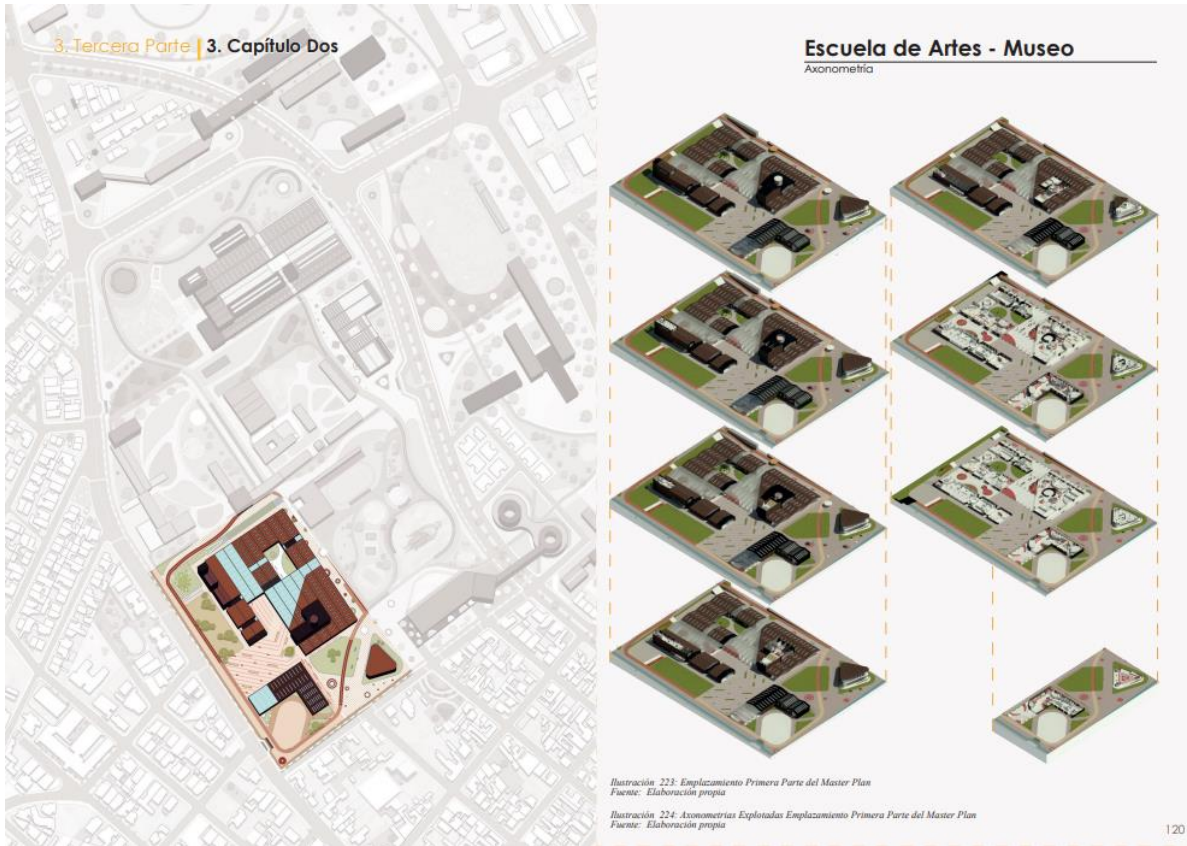 3. Tercera Parte | 3. Capítulo Dos
Escuela de Artes - Museo
Axonometría
Ilustración 223: Emplazamiento Primera Parte del Master Plan
Fuente: Elaboración propia
Ilustración 224: Axonometrias Explotadas Emplazamiento Primera Parte del Master Plan
Fuente: Elaboración propia
120